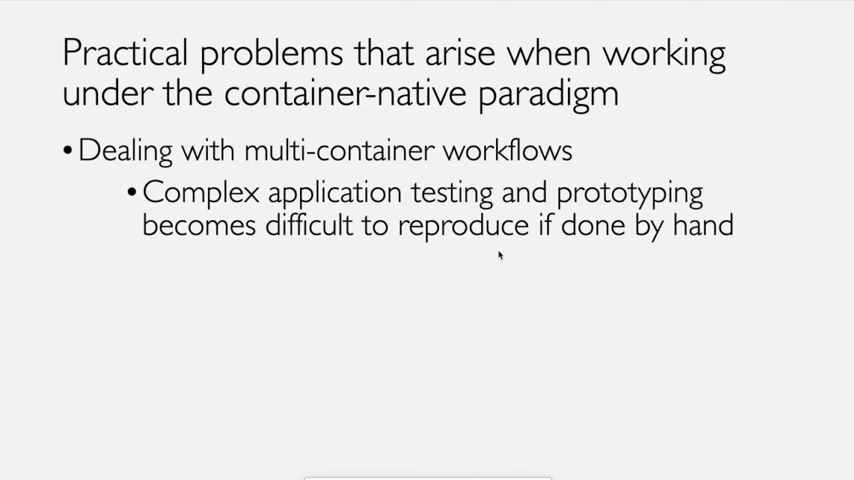 Practical problems that arise when working
under the container-native paradigm
•Dealing with multi-container workflows
•Complex application testing and prototyping
becomes difficult to reproduce if done by hand